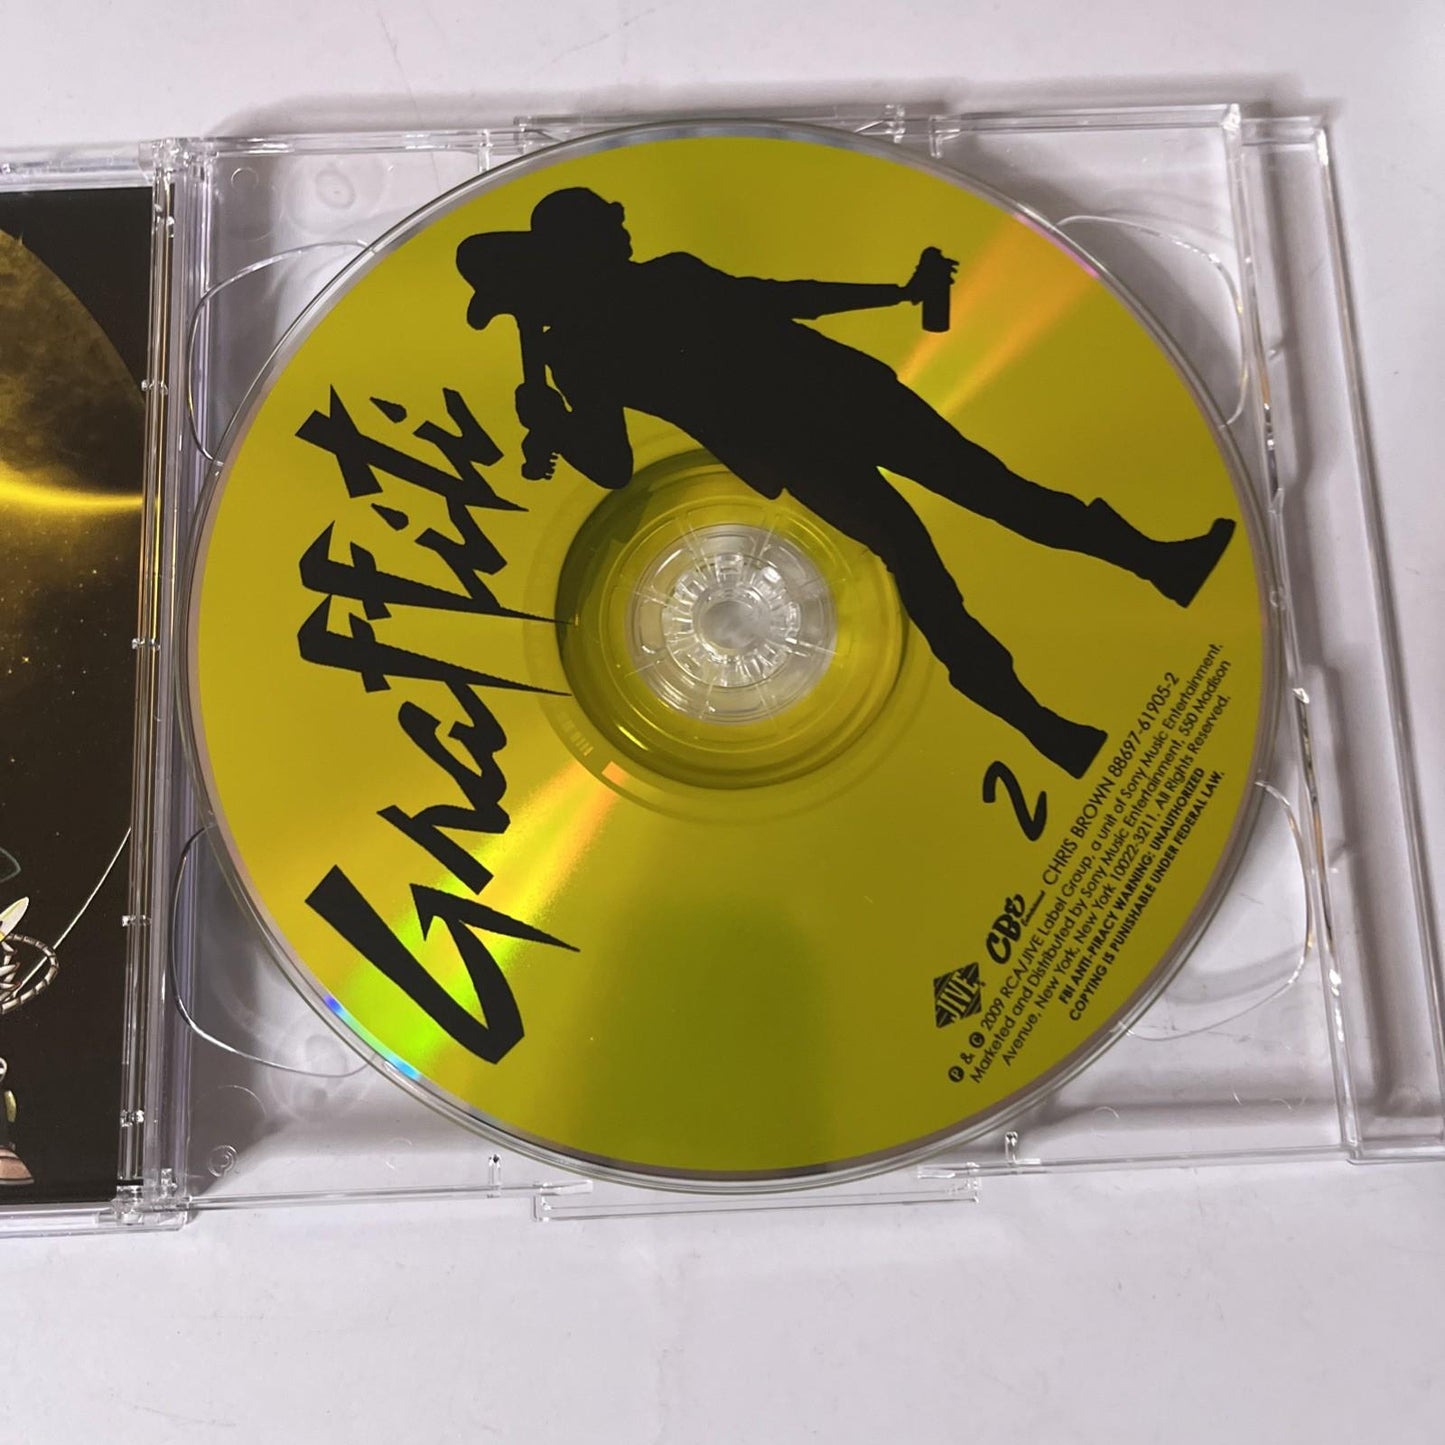 Graffiti
2
JIVE
CBE
CHRIS BROWN 88697-61905-2
℗ & © 2009 RCA/JIVE Label Group, a unit of Sony Music Entertainment.
Marketed and Distributed by Sony Music Entertainment, 550 Madison
Avenue, New York, New York 10022-3211. All Rights Reserved.
FBI ANTI-PIRACY WARNING: UNAUTHORIZED
COPYING IS PUNISHABLE UNDER FEDERAL LAW.